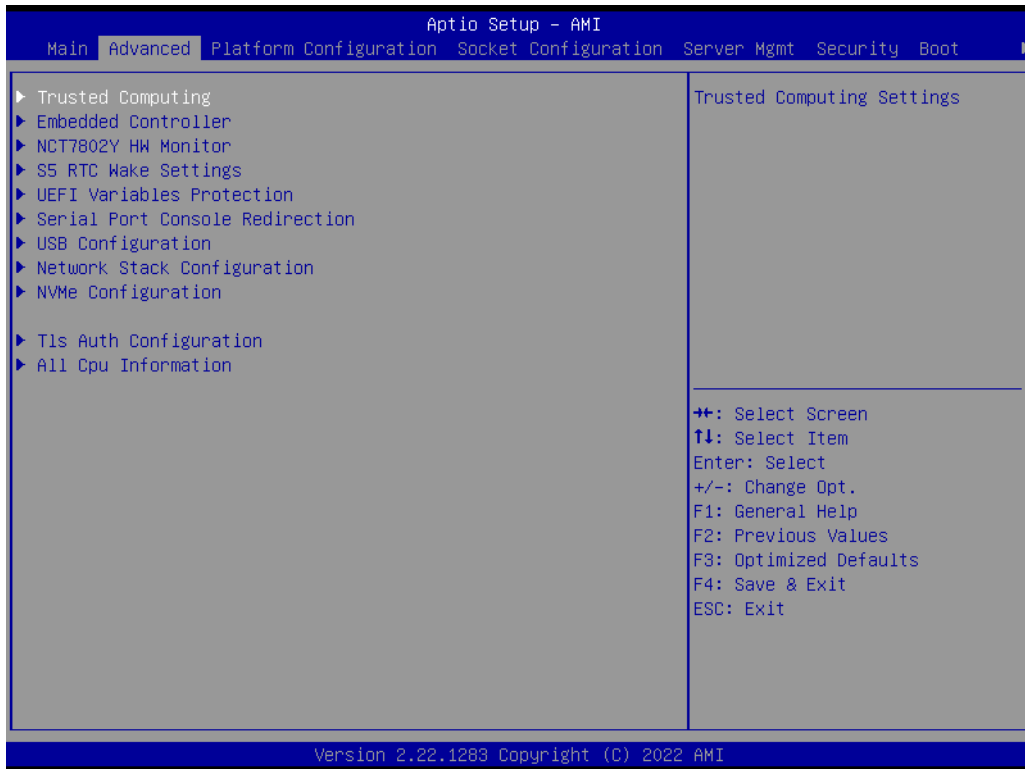 Aptio Setup – AMI
Main Advanced Platform Configuration Socket Configuration Server Mgmt Security Boot
Trusted Computing
Embedded Controller
NCT7802Y HW Monitor
S5 RTC Wake Settings
UEFI Variables Protection
Serial Port Console Redirection
USB Configuration
Network Stack Configuration
NVMe Configuration
Tls Auth Configuration
All Cpu Information
Trusted Computing Settings
→←: Select Screen
↑↓: Select Item
Enter: Select
+/-: Change Opt.
F1: General Help
F2: Previous Values
F3: Optimized Defaults
F4: Save & Exit
ESC: Exit
Version 2.22.1283 Copyright (C) 2022 AMI